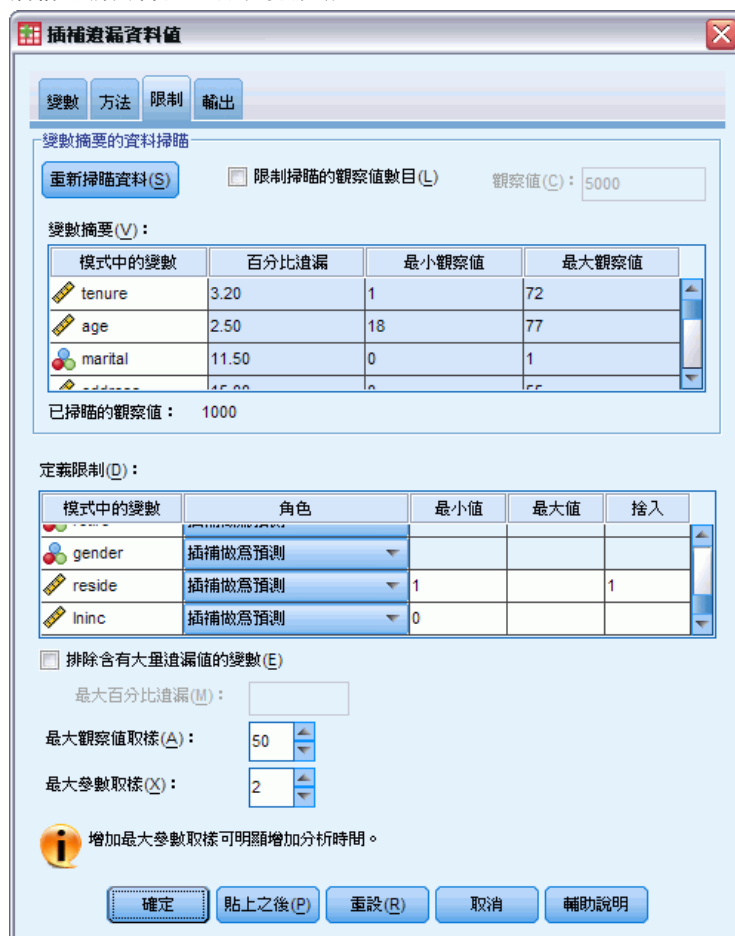 插補遺漏資料值
變數 方法 限制 輸出
變數摘要的資料掃瞄
重新掃瞄資料(S) 限制掃瞄的觀察值數目(L) 觀察值(C)： 5000
變數摘要(V)：
模式中的變數 百分比遺漏 最小觀察值 最大觀察值
tenure 3.20 1 72
age 2.50 18 77
marital 11.50 0 1
已掃瞄的觀察值： 1000
定義限制(D)：
模式中的變數 角色 最小值 最大值 捨入
gender 插補做為預測
reside 插補做為預測 1 1
lninc 插補做為預測 0
排除含有大量遺漏值的變數(E)
最大百分比遺漏(M)：
最大觀察值取樣(A)： 50
最大參數取樣(X)： 2
增加最大參數取樣可明顯增加分析時間。
確定 貼上之後(P) 重設(R) 取消 輔助說明